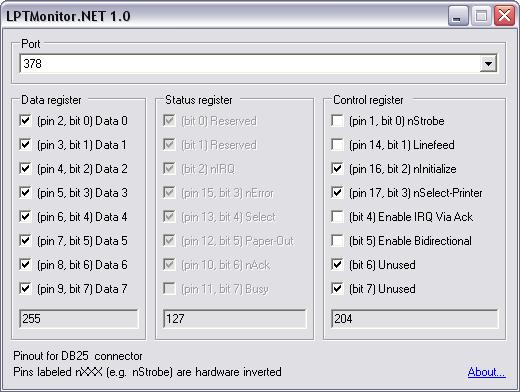 LPTMonitor.NET 1.0
Port
378
Data register
(pin 2, bit 0) Data 0
(pin 3, bit 1) Data 1
(pin 4, bit 2) Data 2
(pin 5, bit 3) Data 3
(pin 6, bit 4) Data 4
(pin 7, bit 5) Data 5
(pin 8, bit 6) Data 6
(pin 9, bit 7) Data 7
255
Status register
(bit 0) Reserved
(bit 1) Reserved
(bit 2) nIRQ
(pin 15, bit 3) nError
(pin 13, bit 4) Select
(pin 12, bit 5) Paper-Out
(pin 10, bit 6) nAck
(pin 11, bit 7) Busy
127
Control register
(pin 1, bit 0) nStrobe
(pin 14, bit 1) Linefeed
(pin 16, bit 2) nInitialize
(pin 17, bit 3) nSelect-Printer
(bit 4) Enable IRQ Via Ack
(bit 5) Enable Bidirectional
(bit 6) Unused
(bit 7) Unused
204
Pinout for DB25 connector
Pins labeled nXXX (e.g. nStrobe) are hardware inverted
About...